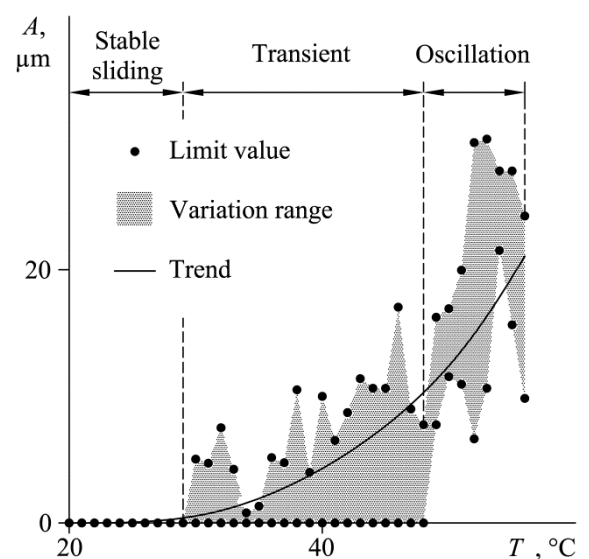 A,
μm
Stable
sliding
Transient
Oscillation
Limit value
Variation range
Trend
20
0
20
40
T , °C